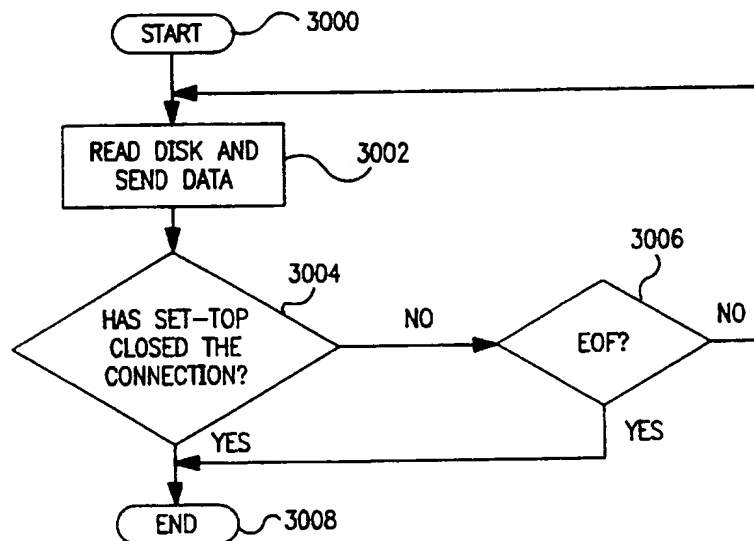 START
3000
READ DISK AND
SEND DATA
3002
HAS SET-TOP
CLOSED THE
CONNECTION?
3004
NO
EOF?
3006
NO
YES
YES
END
3008